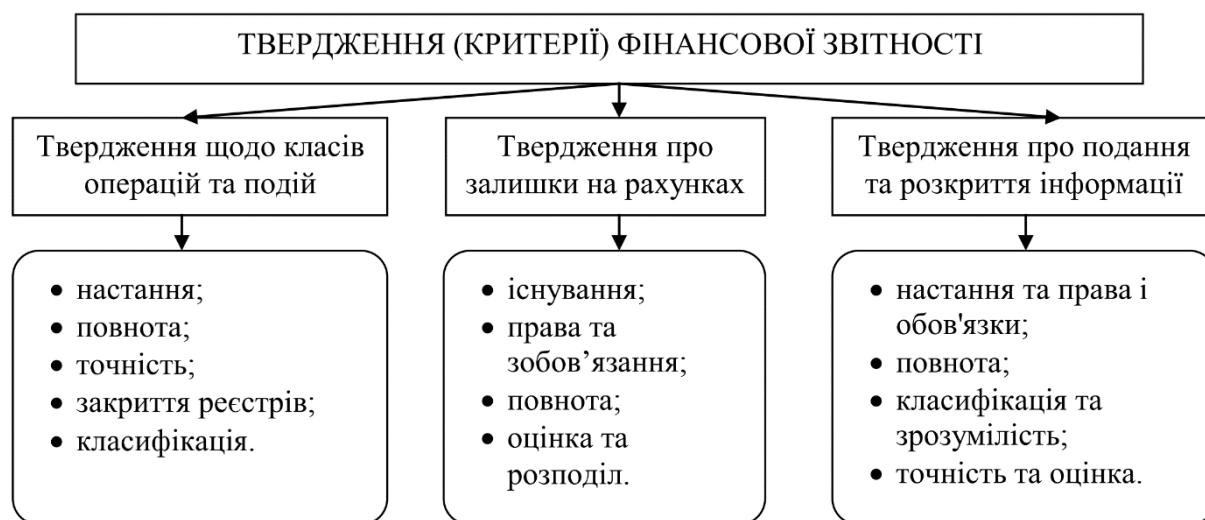 ТВЕРДЖЕННЯ (КРИТЕРІЇ) ФІНАНСОВОЇ ЗВІТНОСТІ
Твердження щодо класів
операцій та подій
Твердження про
залишки на рахунках
Твердження про подання
та розкриття інформації
• настання;
• повнота;
• точність;
• закриття реєстрів;
• класифікація.
• існування;
• права та
зобов’язання;
• повнота;
• оцінка та
розподіл.
• настання та права і
обов'язки;
• повнота;
• класифікація та
зрозумілість;
• точність та оцінка.